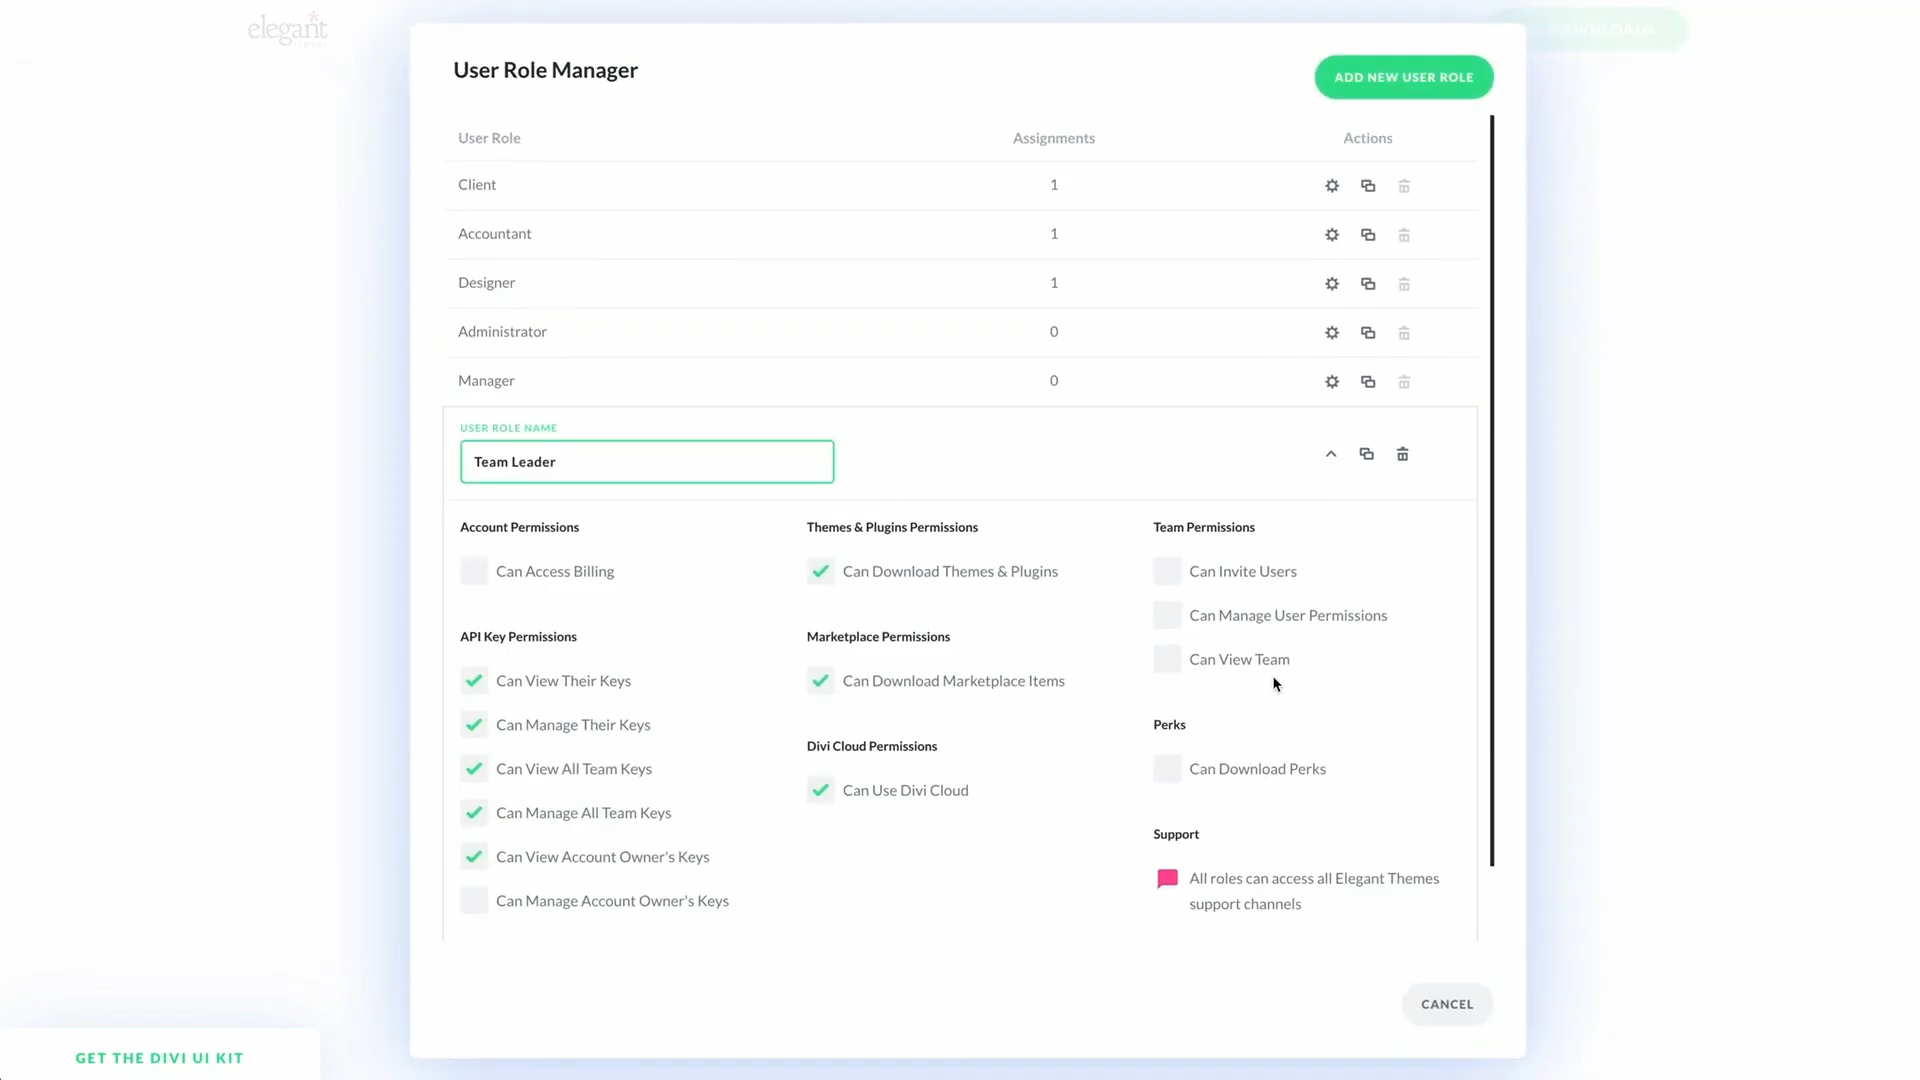 elegant
User Role Manager
ADD NEW USER ROLE
User Role Assignments Actions
Client 1
Accountant 1
Designer 1
Administrator 0
Manager 0
USER ROLE NAME
Team Leader
Account Permissions
Can Access Billing
API Key Permissions
Can View Their Keys
Can Manage Their Keys
Can View All Team Keys
Can Manage All Team Keys
Can View Account Owner's Keys
Can Manage Account Owner's Keys
Themes & Plugins Permissions
Can Download Themes & Plugins
Marketplace Permissions
Can Download Marketplace Items
Divi Cloud Permissions
Can Use Divi Cloud
Team Permissions
Can Invite Users
Can Manage User Permissions
Can View Team
Perks
Can Download Perks
Support
All roles can access all Elegant Themes
support channels
CANCEL
GET THE DIVI UI KIT